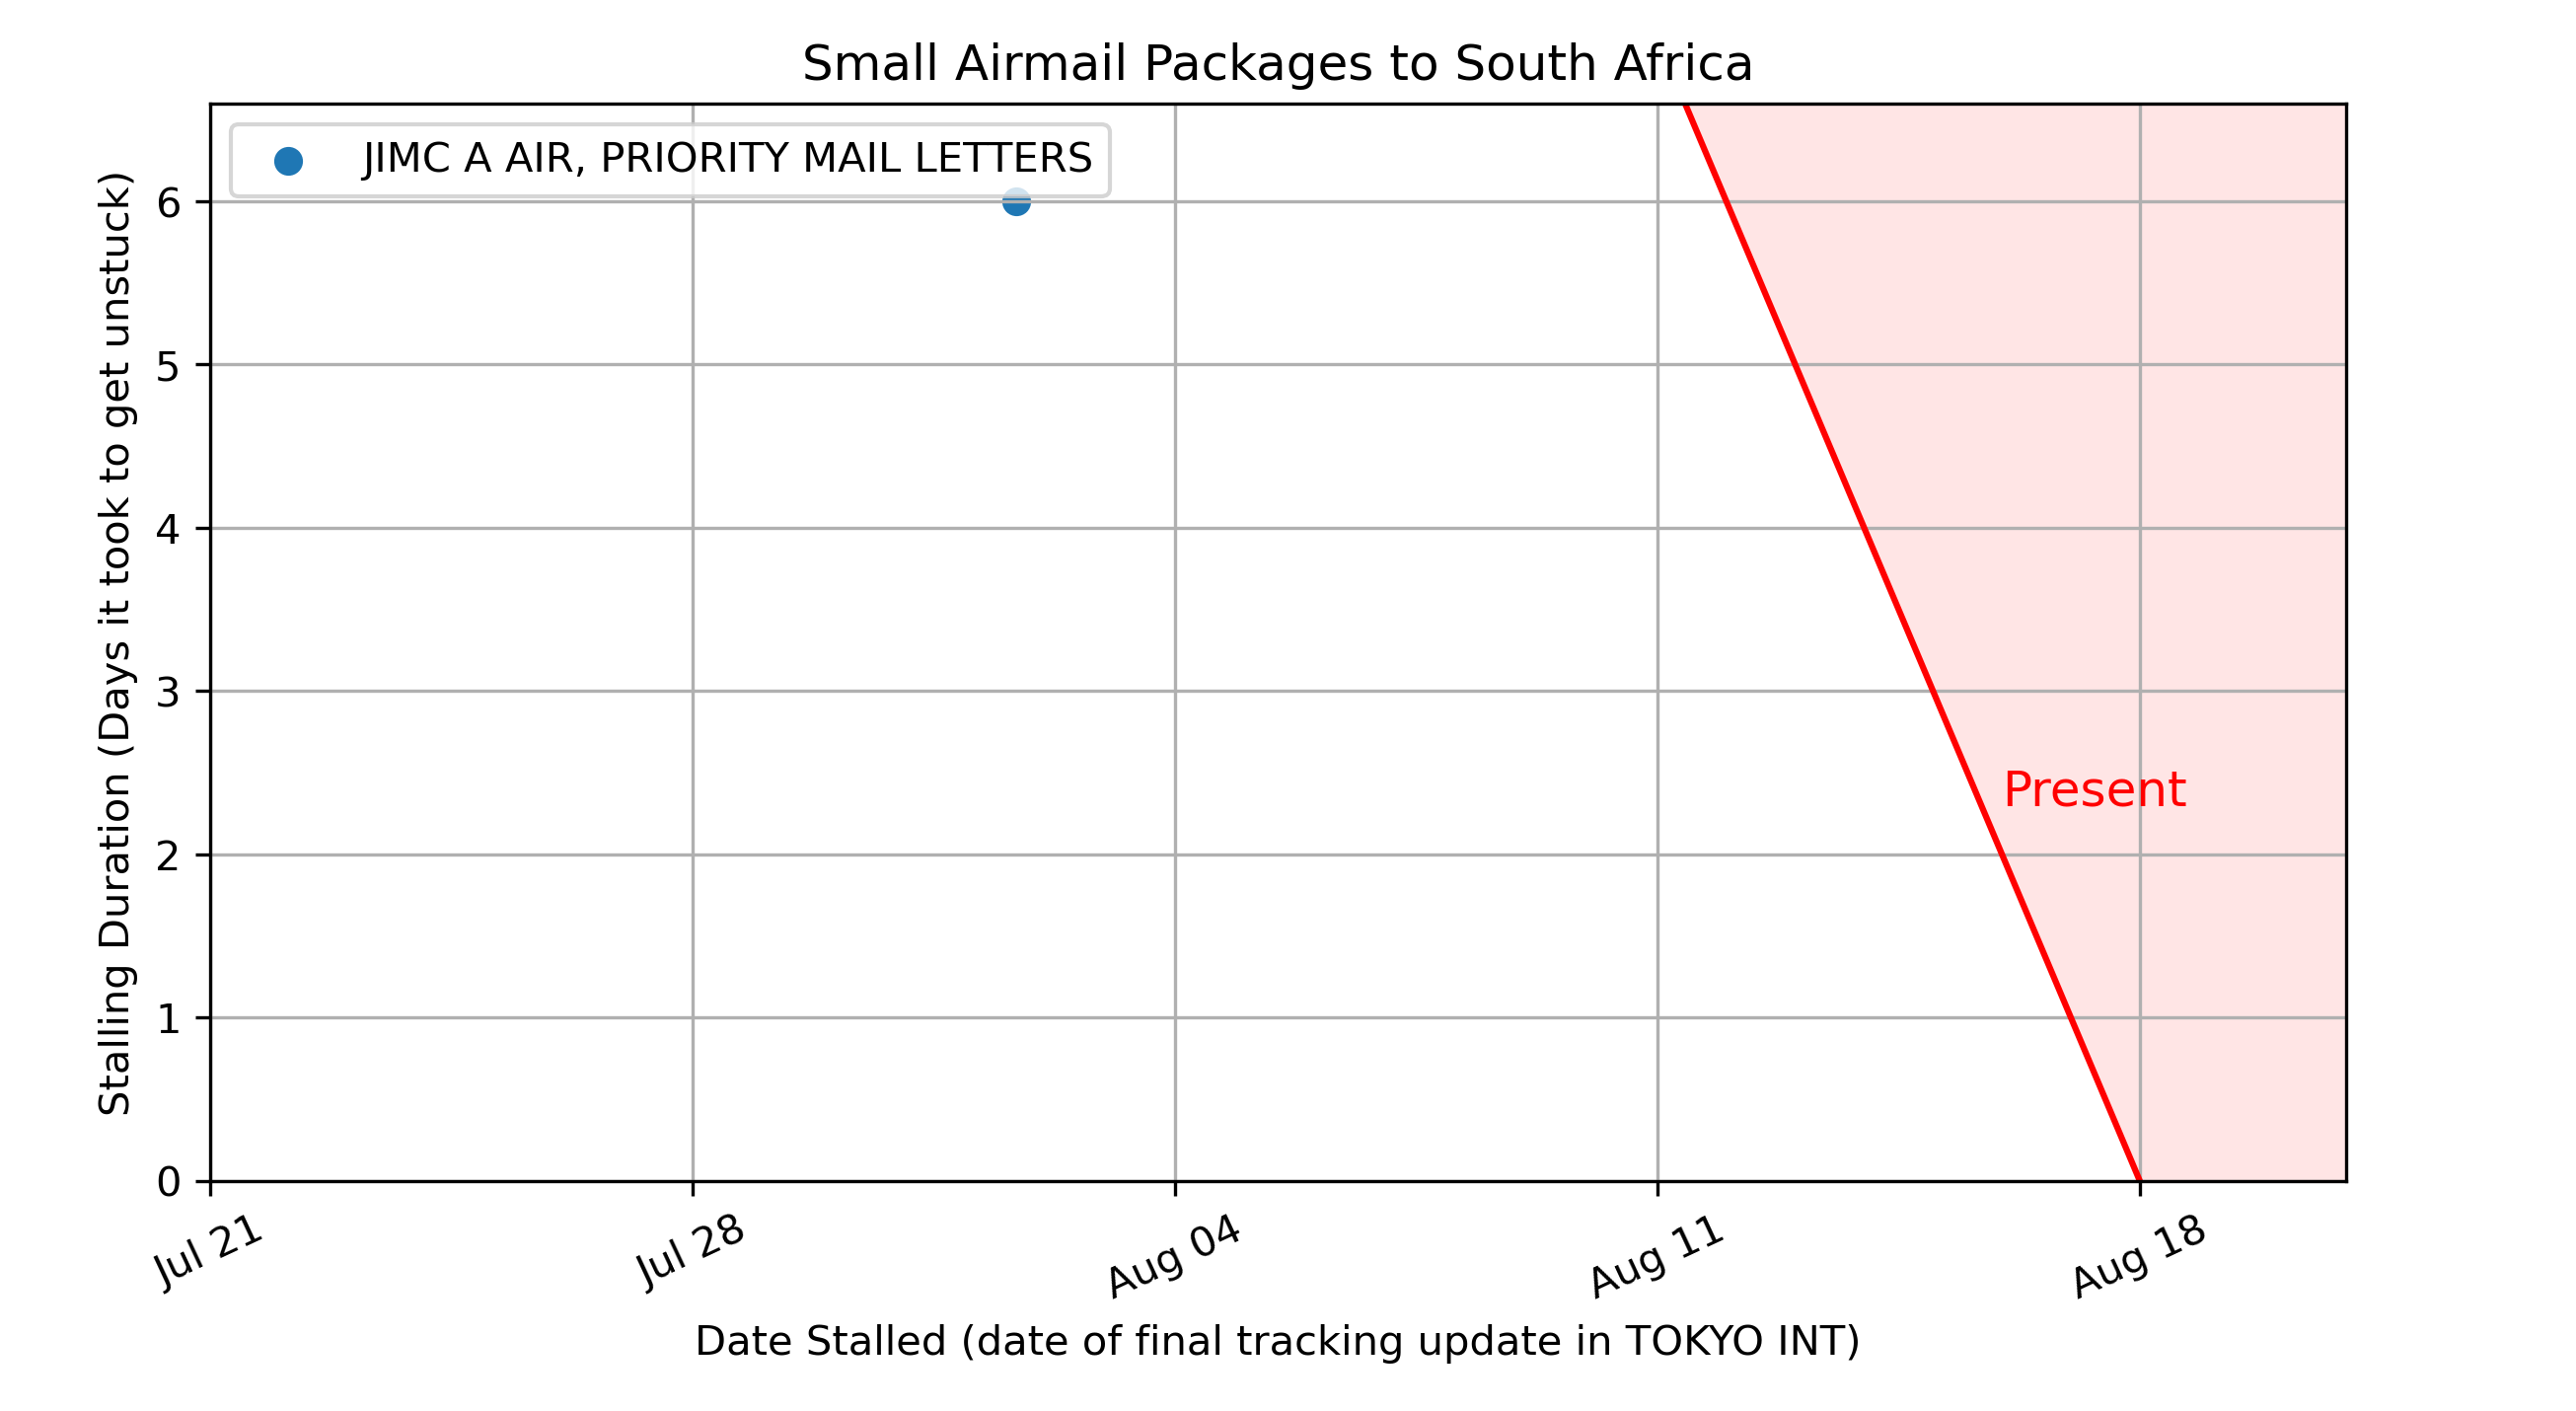 Small Airmail Packages to South Africa
JIMC A AIR, PRIORITY MAIL LETTERS
Stalling Duration (Days it took to get unstuck)
6
5
4
3
2
1
0
Present
Jul 21
Jul 28
Aug 04
Aug 11
Aug 18
Date Stalled (date of final tracking update in TOKYO INT)